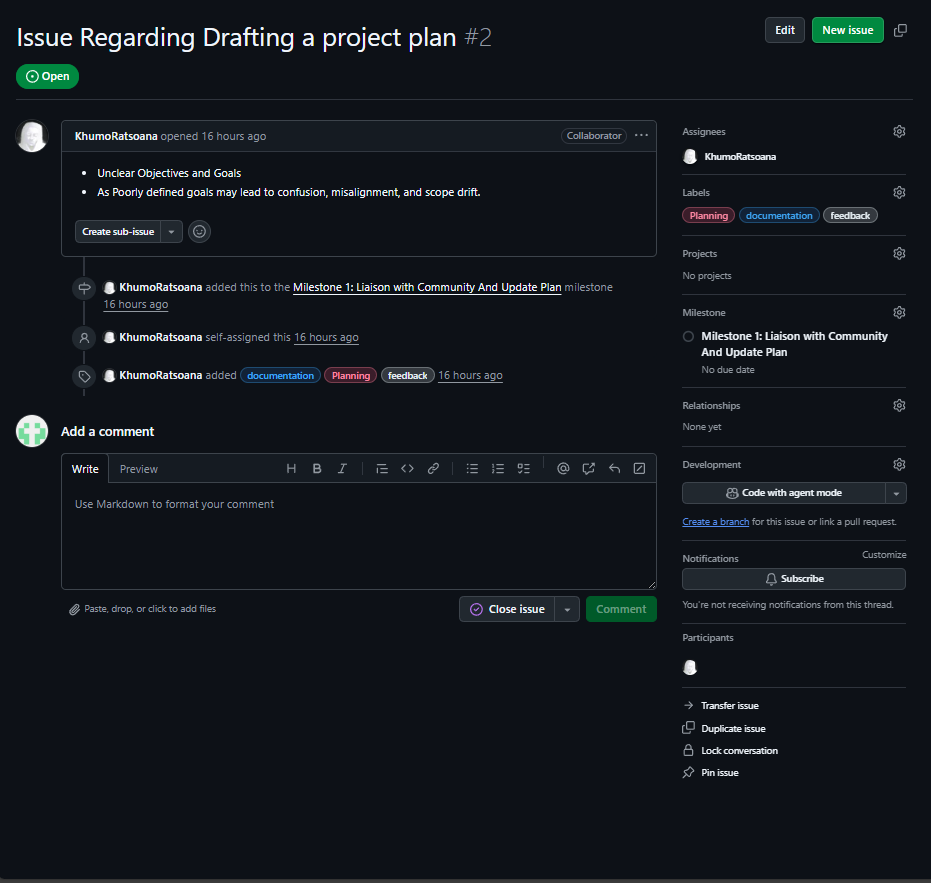 Issue Regarding Drafting a project plan #2
Edit
New issue
Open
KhumoRatsoana opened 16 hours ago
Collaborator
Unclear Objectives and Goals
As Poorly defined goals may lead to confusion, misalignment, and scope drift.
Create sub-issue
KhumoRatsoana added this to the Milestone 1: Liaison with Community And Update Plan milestone
16 hours ago
KhumoRatsoana self-assigned this 16 hours ago
KhumoRatsoana added documentation Planning feedback 16 hours ago
Add a comment
Write Preview
Use Markdown to format your comment
Paste, drop, or click to add files
Close issue
Comment
Assignees
KhumoRatsoana
Labels
Planning documentation feedback
Projects
No projects
Milestone
Milestone 1: Liaison with Community
And Update Plan
No due date
Relationships
None yet
Development
Code with agent mode
Create a branch for this issue or link a pull request.
Notifications
Customize
Subscribe
You're not receiving notifications from this thread.
Participants
Transfer issue
Duplicate issue
Lock conversation
Pin issue